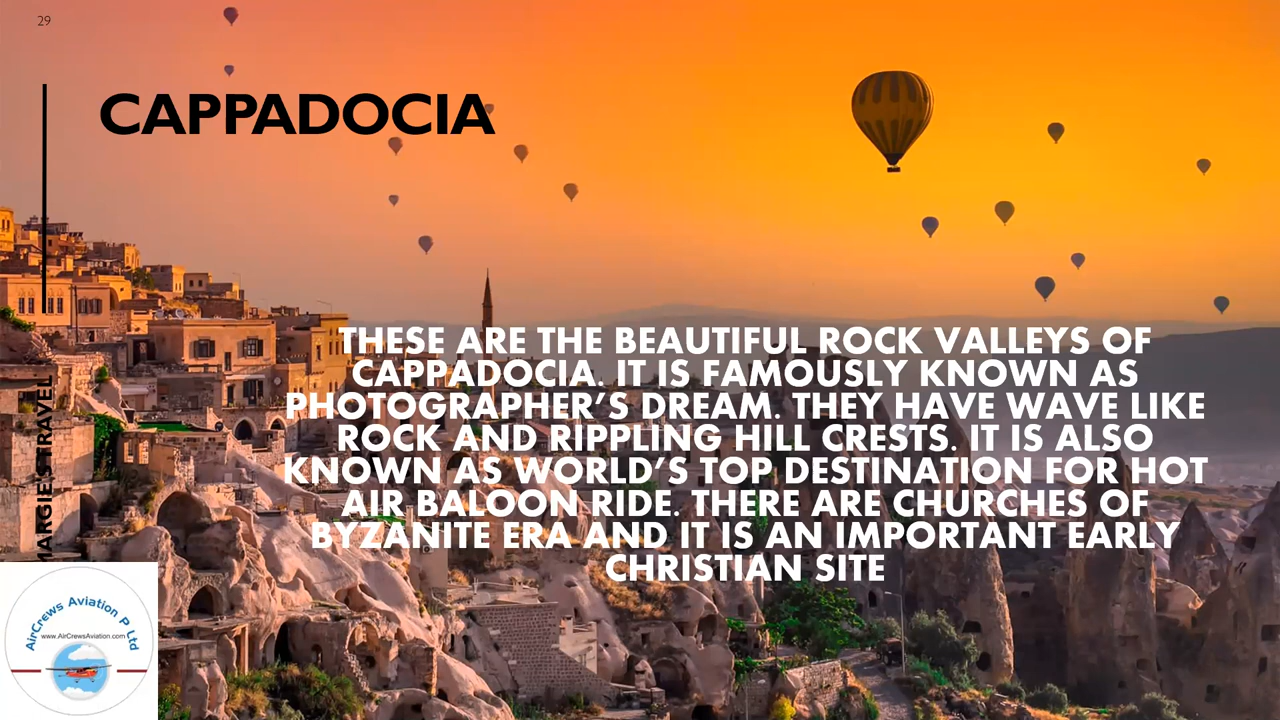 29
CAPPADOCIA
THESE ARE THE BEAUTIFUL ROCK VALLEYS OF
CAPPADOCIA. IT IS FAMOUSLY KNOWN AS
PHOTOGRAPHER’S DREAM. THEY HAVE WAVE LIKE
ROCK AND RIPPLING HILL CRESTS. IT IS ALSO
KNOWN AS WORLD’S TOP DESTINATION FOR HOT
AIR BALOON RIDE. THERE ARE CHURCHES OF
BYZANITE ERA AND IT IS AN IMPORTANT EARLY
CHRISTIAN SITE
MARGIE'S TRAVEL
AirCrews Aviation P Ltd
www.AirCrewsAviation.com